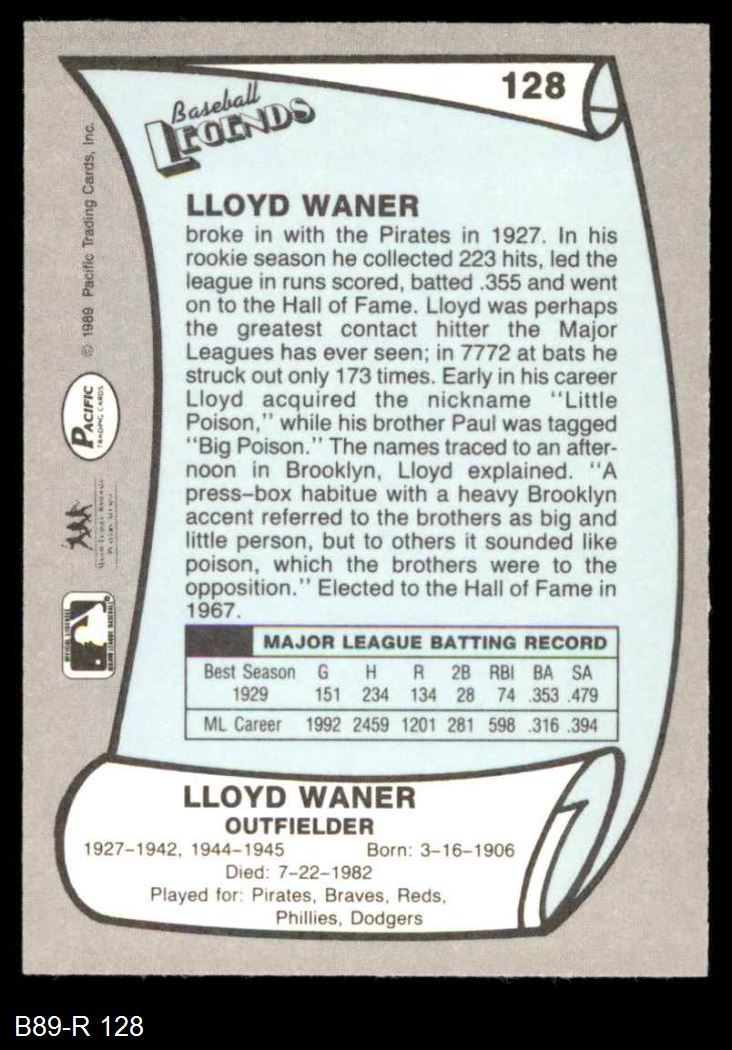 128
Baseball
LEGENDS
© 1989 Pacific Trading Cards, Inc.
PACIFIC
TRADING CARDS
LLOYD WANER
broke in with the Pirates in 1927. In his
rookie season he collected 223 hits, led the
league in runs scored, batted .355 and went
on to the Hall of Fame. Lloyd was perhaps
the greatest contact hitter the Major
Leagues has ever seen; in 7772 at bats he
struck out only 173 times. Early in his career
Lloyd acquired the nickname "Little
Poison," while his brother Paul was tagged
"Big Poison." The names traced to an after-
noon in Brooklyn, Lloyd explained. "A
press-box habitue with a heavy Brooklyn
accent referred to the brothers as big and
little person, but to others it sounded like
poison, which the brothers were to the
opposition." Elected to the Hall of Fame in
1967.
MAJOR LEAGUE BATTING RECORD
Best Season G H R 2B RBI BA SA
1929 151 234 134 28 74 .353 .479
ML Career 1992 2459 1201 281 598 .316 .394
LLOYD WANER
OUTFIELDER
1927-1942, 1944-1945 Born: 3-16-1906
Died: 7-22-1982
Played for: Pirates, Braves, Reds,
Phillies, Dodgers
B89-R 128